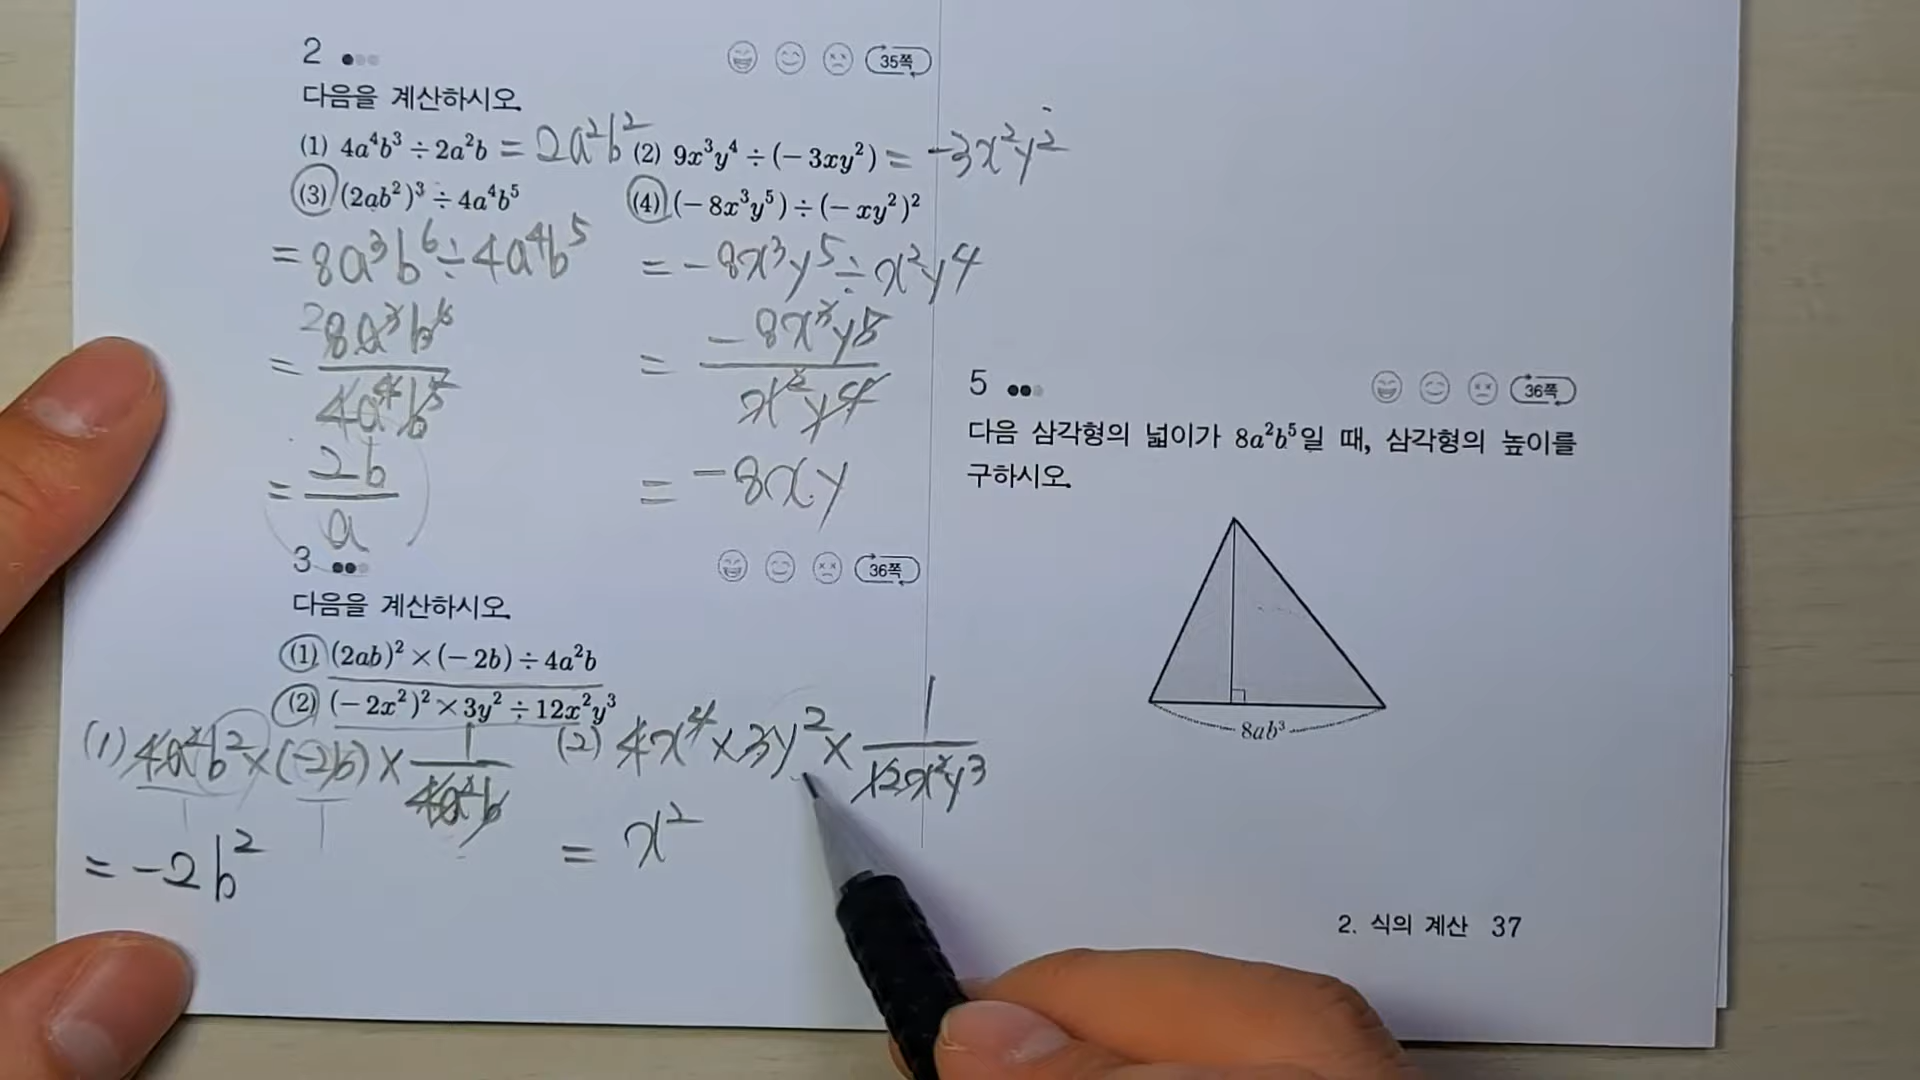 2
35쪽
다음을 계산하시오.
(1) 4a⁴b³ ÷ 2a²b = 2a²b² (2) 9x³y⁴ ÷ (-3xy²) = -3x²y²
(3) (2ab²)³ ÷ 4a⁴b⁵ (4) (-8x³y⁵) ÷ (-xy²)²
= 8a³b⁶ ÷ 4a⁴b⁵ = -8x³y⁵ ÷ x²y⁴
= 2 8a³b⁶ / 4a⁴b⁵ = -8x³y⁵ / x²y⁴
= 2b / a = -8xy
3
36쪽
다음을 계산하시오.
(1) (2ab)² × (-2b) ÷ 4a²b
(2) (-2x²)² × 3y² ÷ 12x²y³
(1) 4a²b² × (-2b) × 1 / 4a²b (2) 4x⁴ × 3y² × 1 / 12x²y³
= -2b² = x²
5
36쪽
다음 삼각형의 넓이가 8a²b⁵일 때, 삼각형의 높이를
구하시오.
8ab³
2. 식의 계산 37